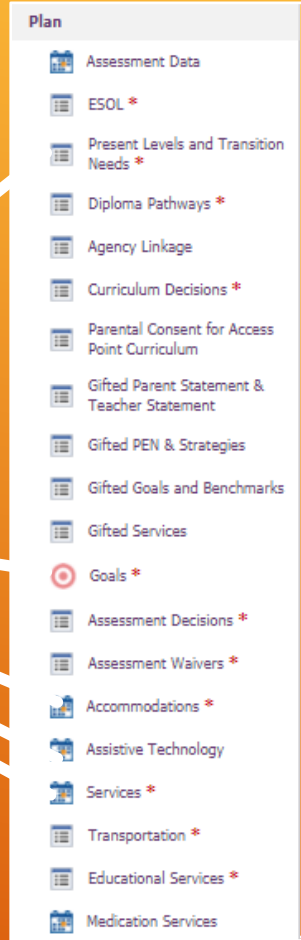 Plan
Assessment Data
ESOL *
Present Levels and Transition
Needs *
Diploma Pathways *
Agency Linkage
Curriculum Decisions *
Parental Consent for Access
Point Curriculum
Gifted Parent Statement &
Teacher Statement
Gifted PEN & Strategies
Gifted Goals and Benchmarks
Gifted Services
Goals *
Assessment Decisions *
Assessment Waivers *
Accommodations *
Assistive Technology
Services *
Transportation *
Educational Services *
Medication Services